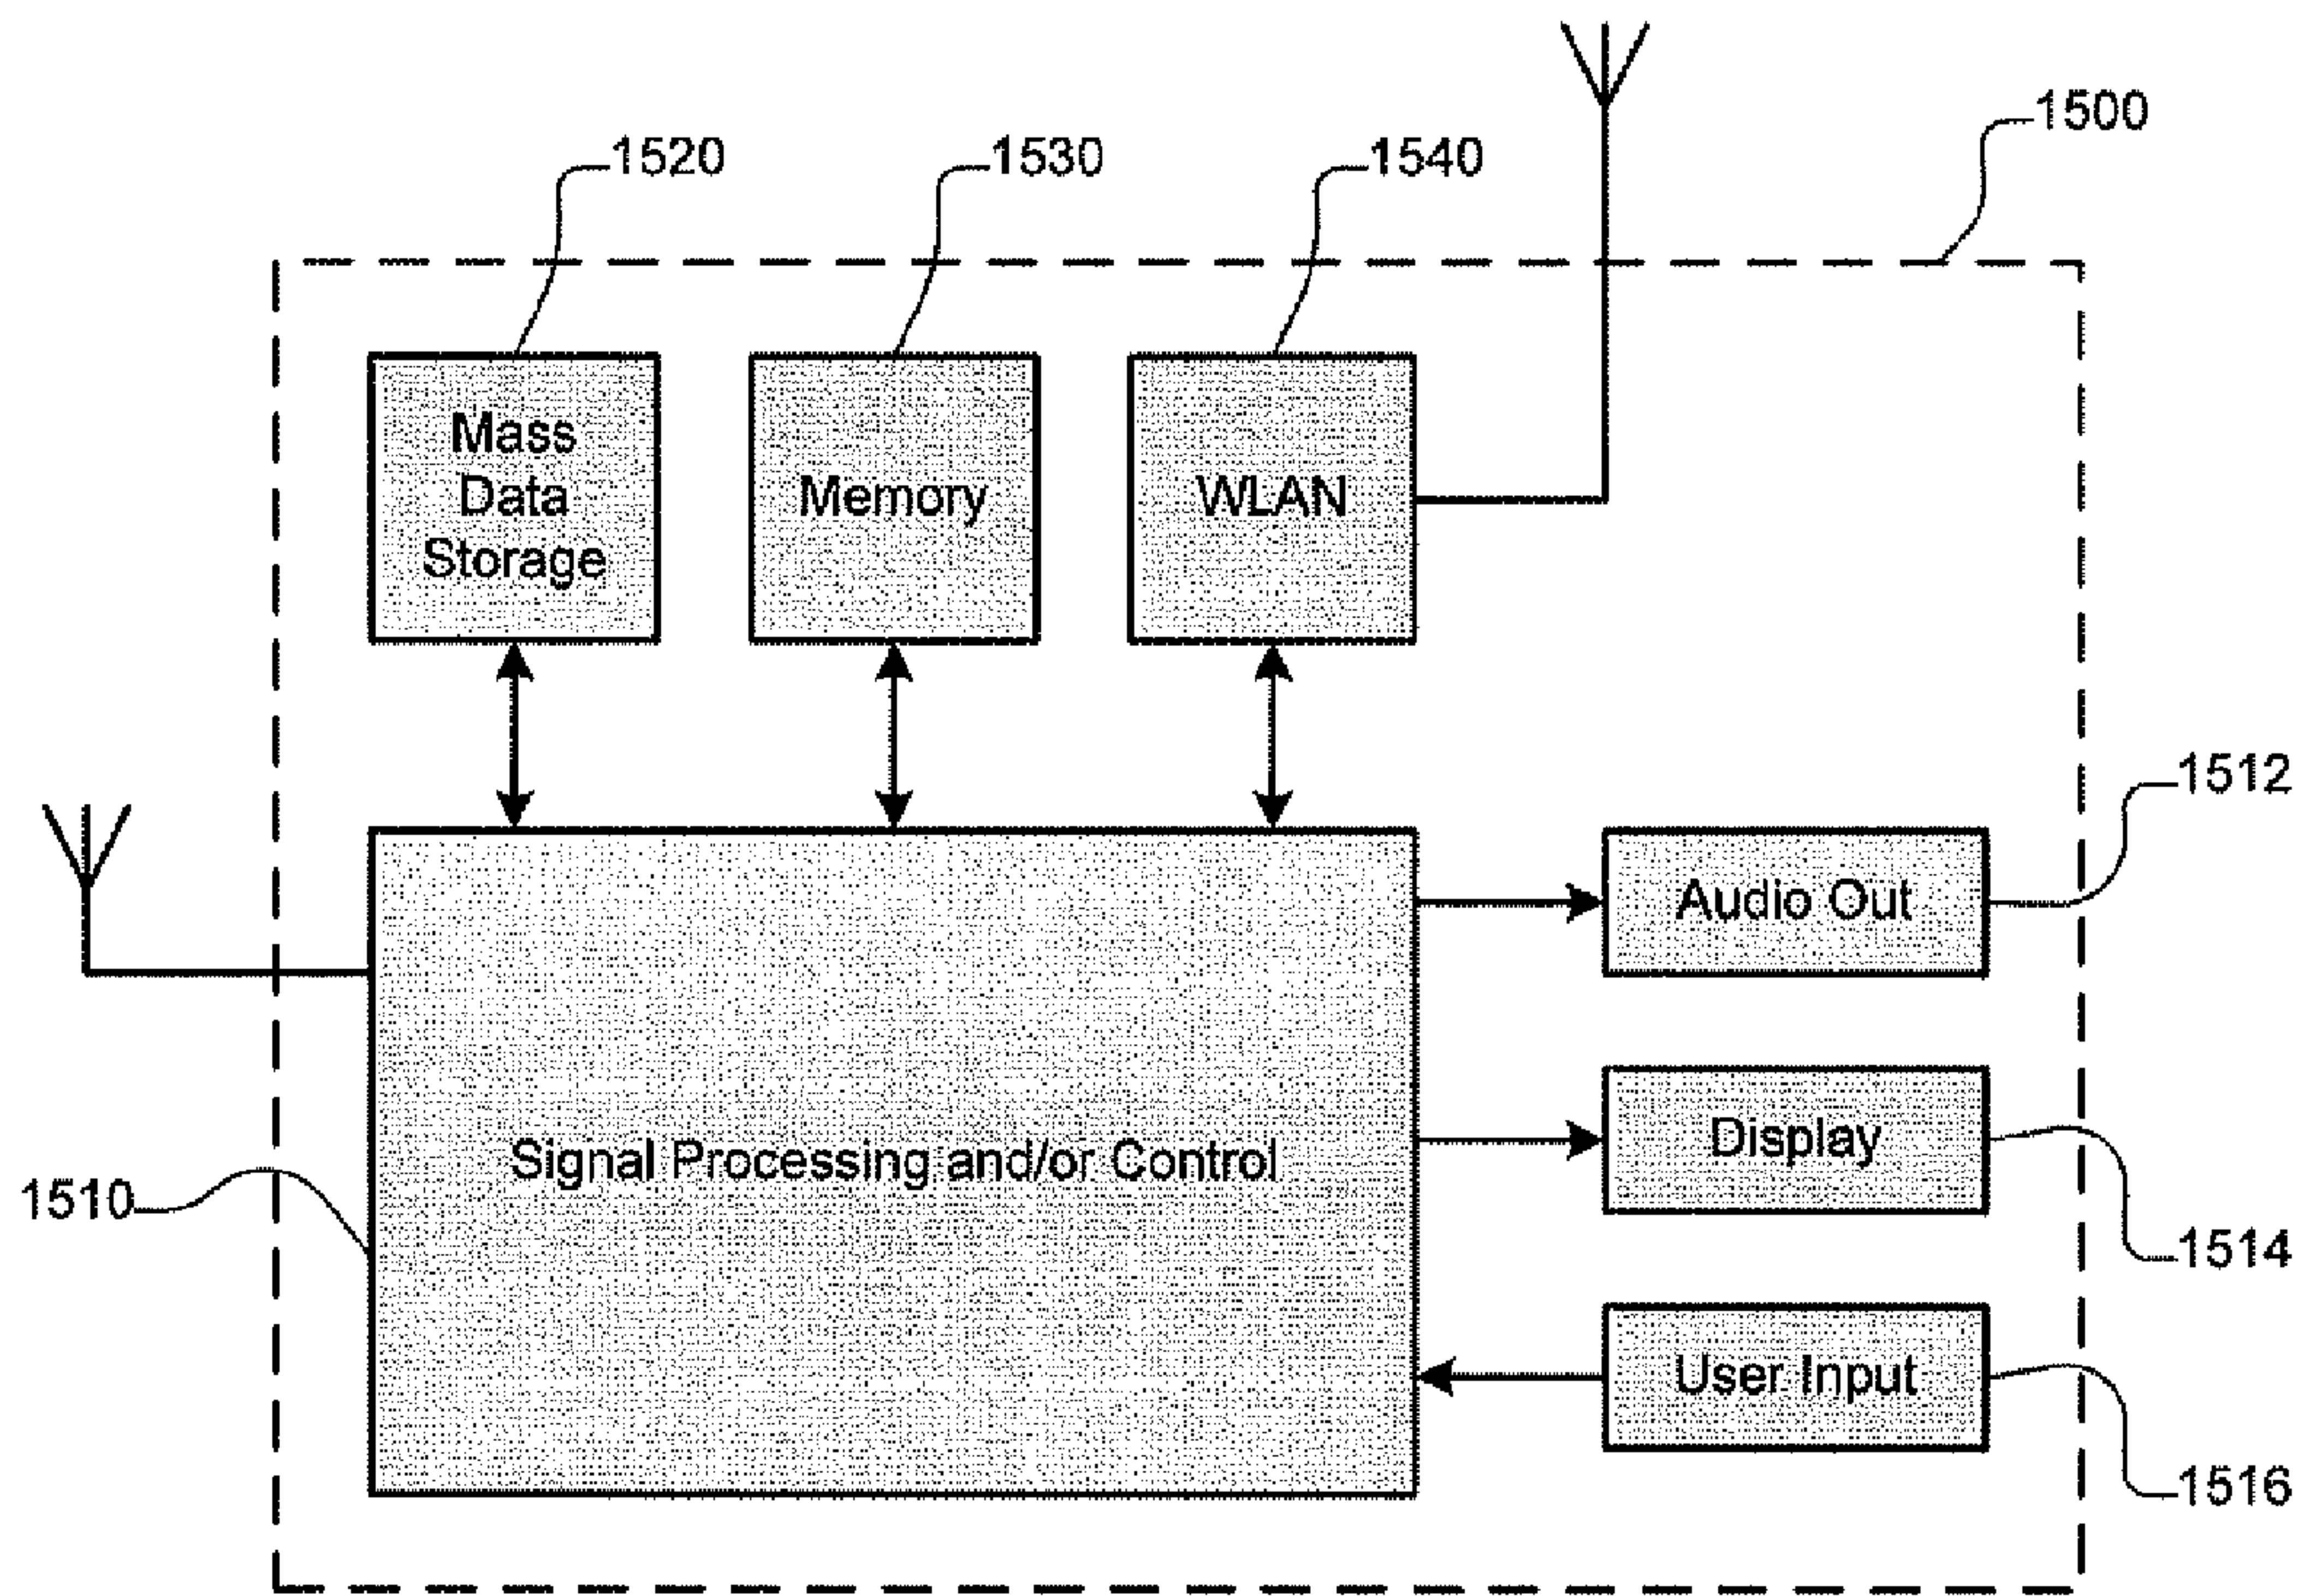 1500
1520
1530
1540
Mass
Data
Storage
Memory
WLAN
1512
Audio Out
Display
Signal Processing and/or Control
1510
1514
User Input
1516